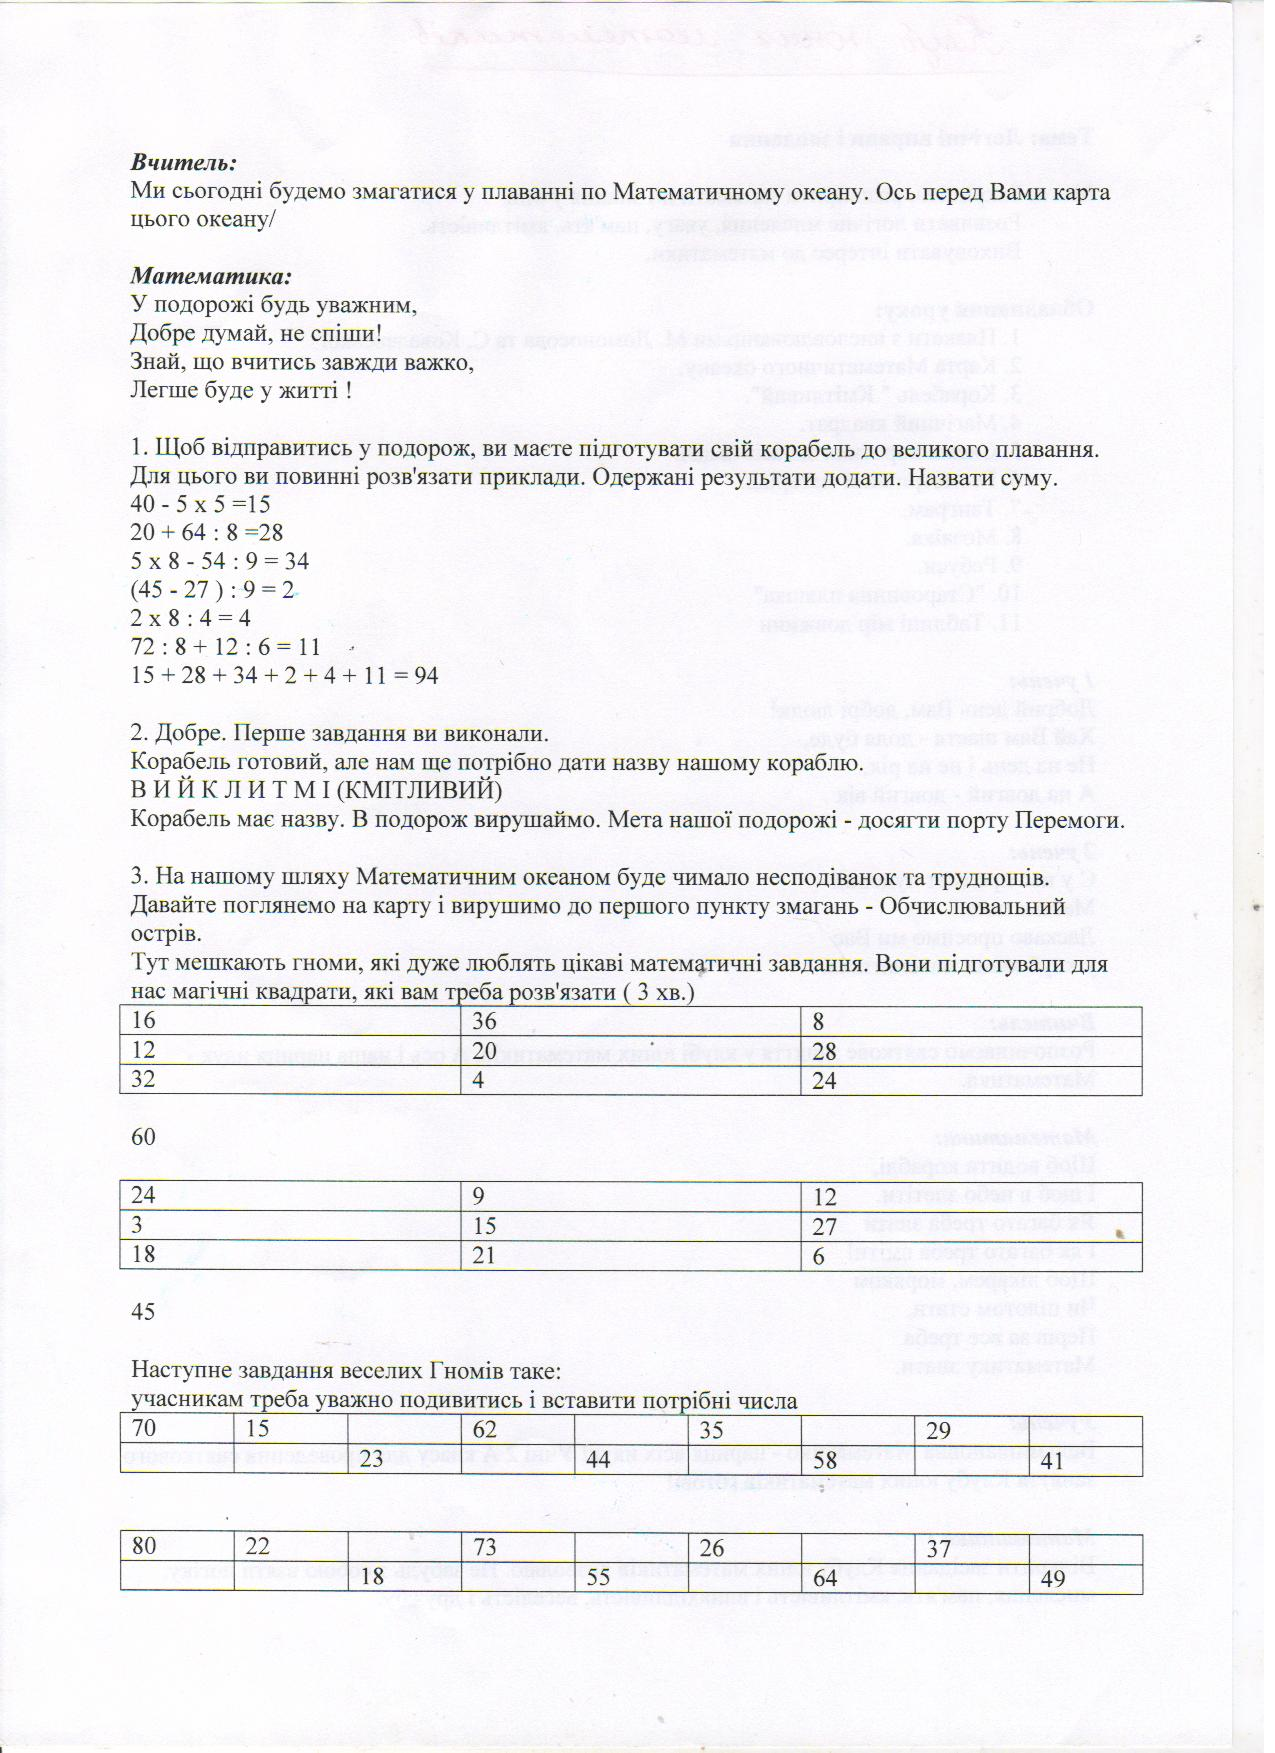 Вчитель:
Ми сьогодні будемо змагатися у плаванні по Математичному океану. Ось перед Вами карта
цього океану/
Математика:
У подорожі будь уважним,
Добре думай, не спіши!
Знай, що вчитись завжди важко,
Легше буде у житті !
1. Щоб відправитись у подорож, ви маєте підготувати свій корабель до великого плавання.
Для цього ви повинні розв'язати приклади. Одержані результати додати. Назвати суму.
40 - 5 х 5 =15
20 + 64 : 8 =28
5 х 8 - 54 : 9 = 34
(45 - 27 ) : 9 = 2
2 х 8 : 4 = 4
72 : 8 + 12 : 6 = 11
15 + 28 + 34 + 2 + 4 + 11 = 94
2. Добре. Перше завдання ви виконали.
Корабель готовий, але нам ще потрібно дати назву нашому кораблю.
В И Й К Л И Т М І (КМІТЛИВИЙ)
Корабель має назву. В подорож вирушаймо. Мета нашої подорожі - досягти порту Перемоги.
3. На нашому шляху Математичним океаном буде чимало несподіванок та труднощів.
Давайте поглянемо на карту і вирушимо до першого пункту змагань - Обчислювальний
острів.
Тут мешкають гноми, які дуже люблять цікаві математичні завдання. Вони підготували для
нас магічні квадрати, які вам треба розв'язати ( 3 хв.)
16 36 8
12 20 28
32 4 24
60
24 9 12
3 15 27
18 21 6
45
Наступне завдання веселих Гномів таке:
учасникам треба уважно подивитись і вставити потрібні числа
70 15 62 35 29
23 44 58 41
80 22 73 26 37
18 55 64 49